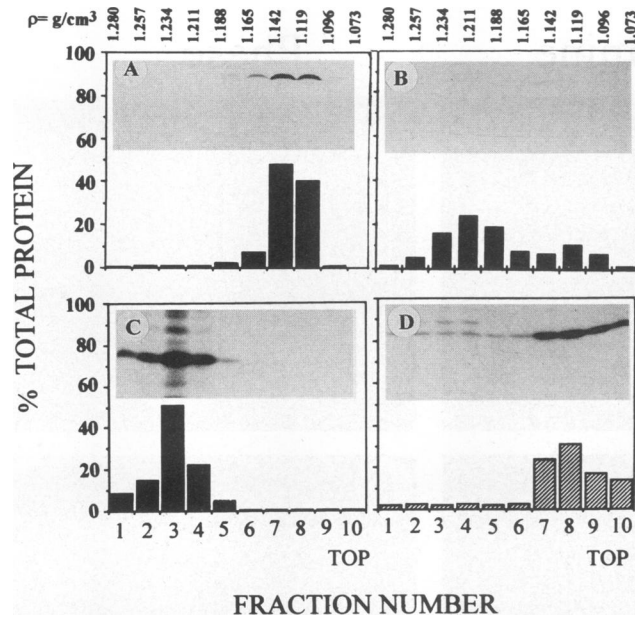 ρ= g/cm³ 1.280 1.257 1.234 1.211 1.188 1.165 1.142 1.119 1.096 1.073 1.280 1.257 1.234 1.211 1.188 1.165 1.142 1.119 1.096 1.073
100
80
60
40
20
0
A
B
% TOTAL PROTEIN
100
80
60
40
20
0
C
D
1 2 3 4 5 6 7 8 9 10 1 2 3 4 5 6 7 8 9 10
TOP TOP
FRACTION NUMBER